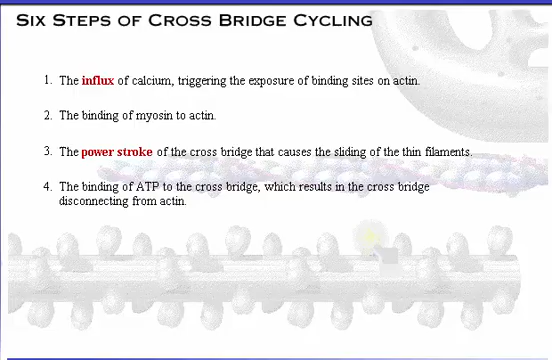 SIX STEPS OF CROSS BRIDGE CYCLING
1. The influx of calcium, triggering the exposure of binding sites on actin.
2. The binding of myosin to actin.
3. The power stroke of the cross bridge that causes the sliding of the thin filaments.
4. The binding of ATP to the cross bridge, which results in the cross bridge
disconnecting from actin.